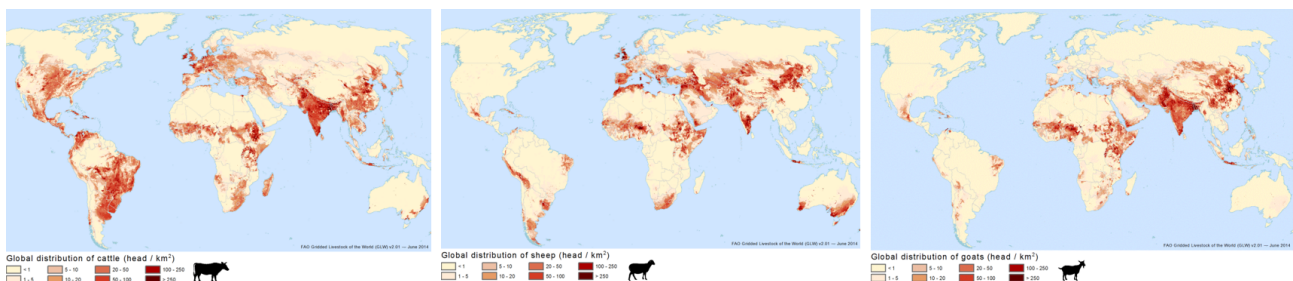 FAO Gridded Livestock of the World (GLW) v2.01 — June 2014
Global distribution of cattle (head / km²)
< 1
5 - 10
20 - 50
100 - 250
1 - 5
10 - 20
50 - 100
> 250
FAO Gridded Livestock of the World (GLW) v2.01 — June 2014
Global distribution of sheep (head / km²)
< 1
5 - 10
20 - 50
100 - 250
1 - 5
10 - 20
50 - 100
> 250
FAO Gridded Livestock of the World (GLW) v2.01 — June 2014
Global distribution of goats (head / km²)
< 1
5 - 10
20 - 50
100 - 250
1 - 5
10 - 20
50 - 100
> 250